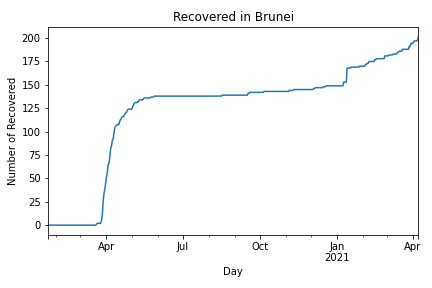 Recovered in Brunei
Number of Recovered
200
175
150
125
100
75
50
25
0
Apr
Jul
Oct
Jan
2021
Apr
Day